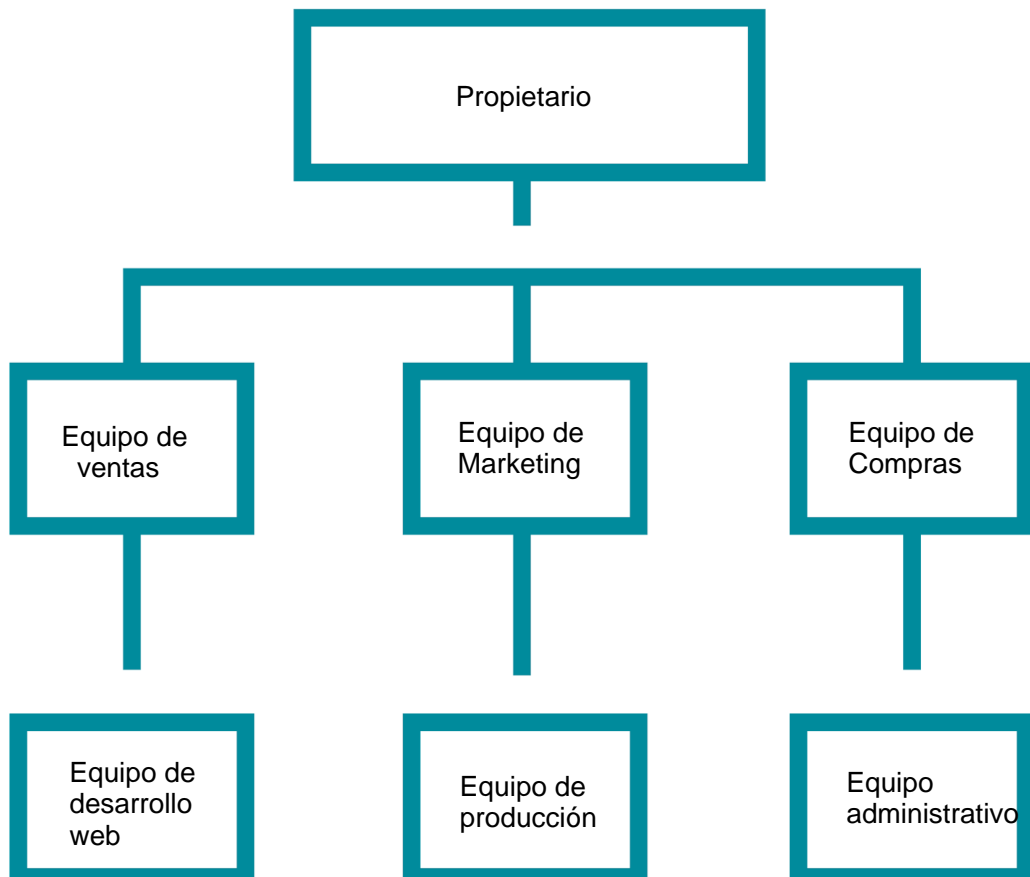 Propietario
Equipo de
ventas
Equipo de
Marketing
Equipo de
Compras
Equipo de
desarrollo
web
Equipo de
producción
Equipo
administrativo